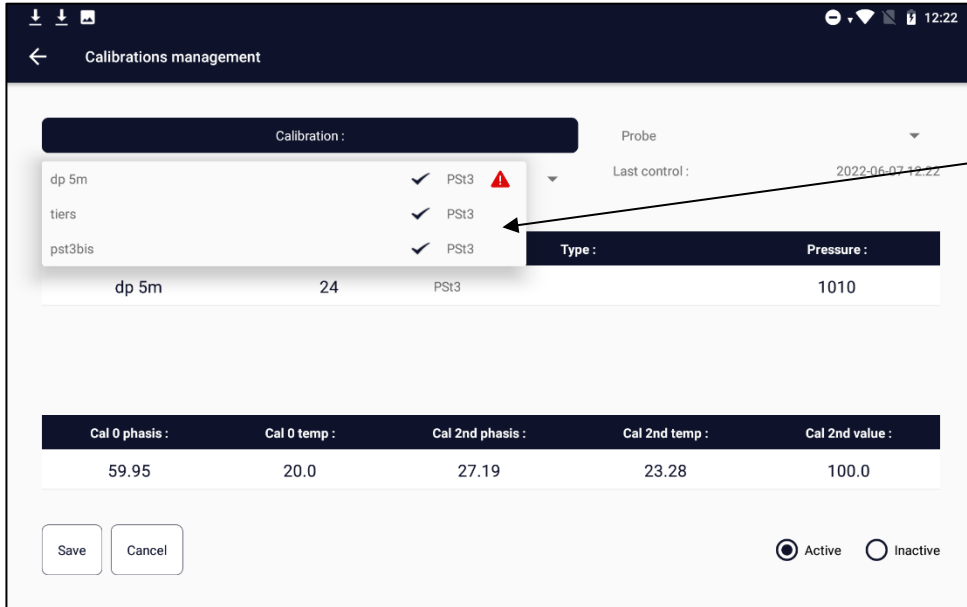 12:22
Calibrations management
Calibration :
Probe
dp 5m PSt3
Last control : 2022-06-07 12:22
tiers PSt3
pst3bis PSt3
Type : Pressure :
dp 5m 24 PSt3 1010
Cal 0 phasis : Cal 0 temp : Cal 2nd phasis : Cal 2nd temp : Cal 2nd value :
59.95 20.0 27.19 23.28 100.0
Save Cancel Active Inactive